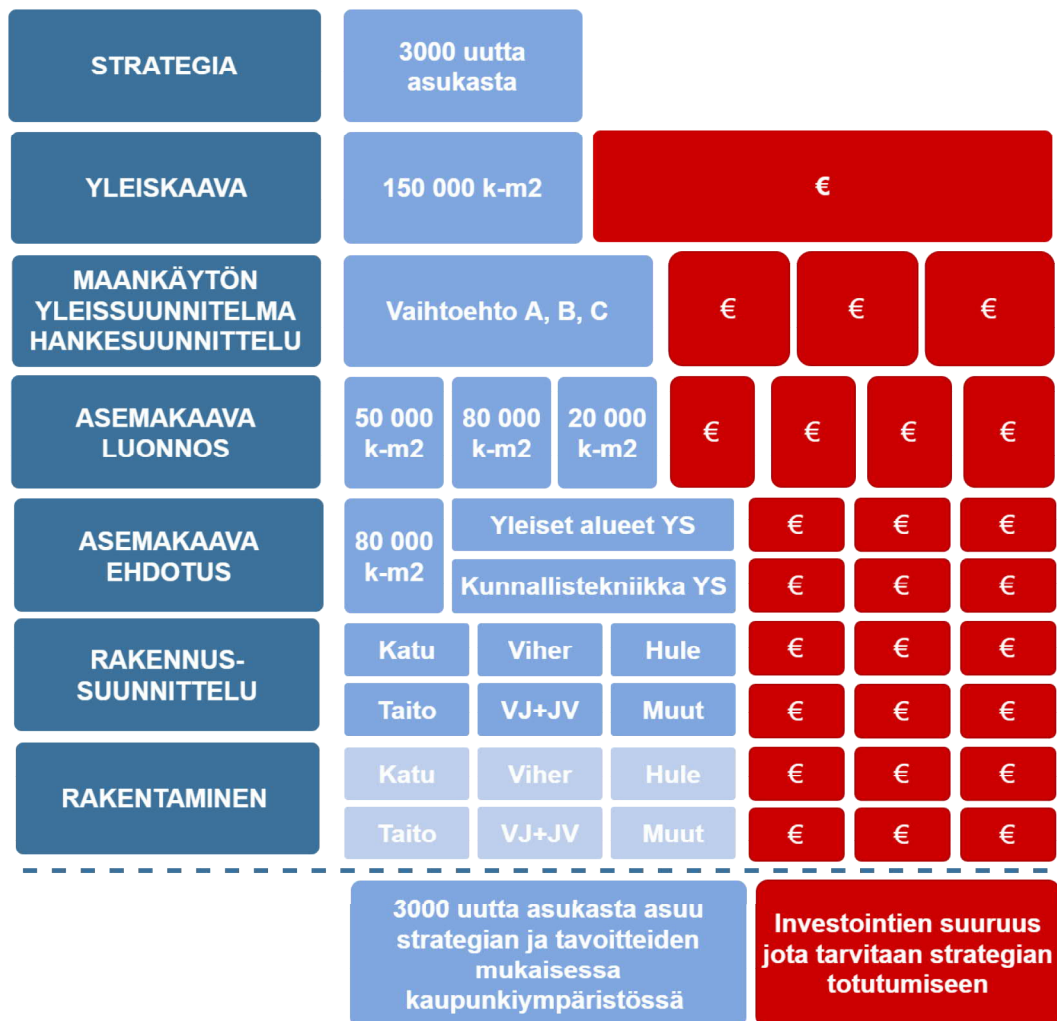 STRATEGIA
3000 uutta
asukasta
YLEISKAAVA
150 000 k-m2
€
MAANKÄYTÖN
YLEISSUUNNITELMA
HANKESUUNNITTELU
Vaihtoehto A, B, C
€ € €
ASEMAKAAVA
LUONNOS
50 000
k-m2
80 000
k-m2
20 000
k-m2
€ € € €
ASEMAKAAVA
EHDOTUS
80 000
k-m2
Yleiset alueet YS
€ € €
Kunnallistekniikka YS
€ € €
RAKENNUS-
SUUNNITTELU
Katu Viher Hule
€ € €
Taito VJ+JV Muut
€ € €
RAKENTAMINEN
Katu Viher Hule
€ € €
Taito VJ+JV Muut
€ € €
3000 uutta asukasta asuu
strategian ja tavoitteiden
mukaisessa
kaupunkiympäristössä
Investointien suuruus
jota tarvitaan strategian
totutumiseen